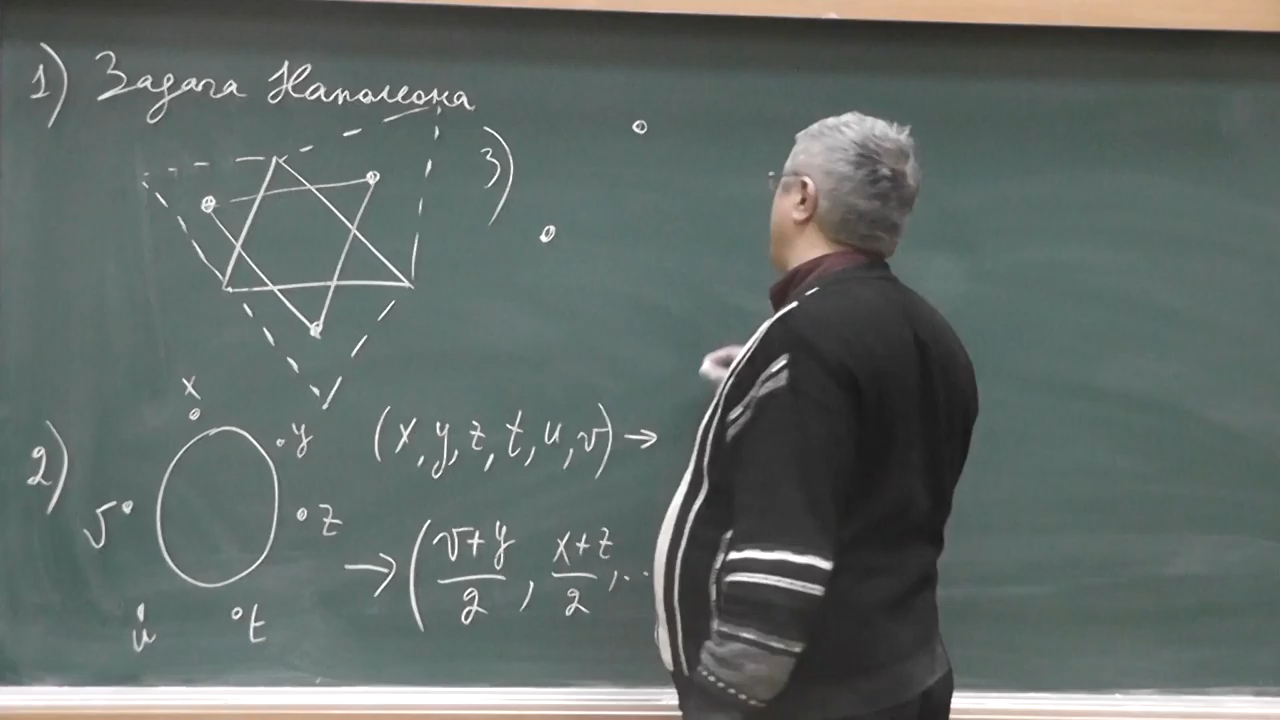 1) Задача Наполеона
3)
x
y
2)
v
z
u
t
(x, y, z, t, u, v) →
→ (v+y/2, x+z/2, ...